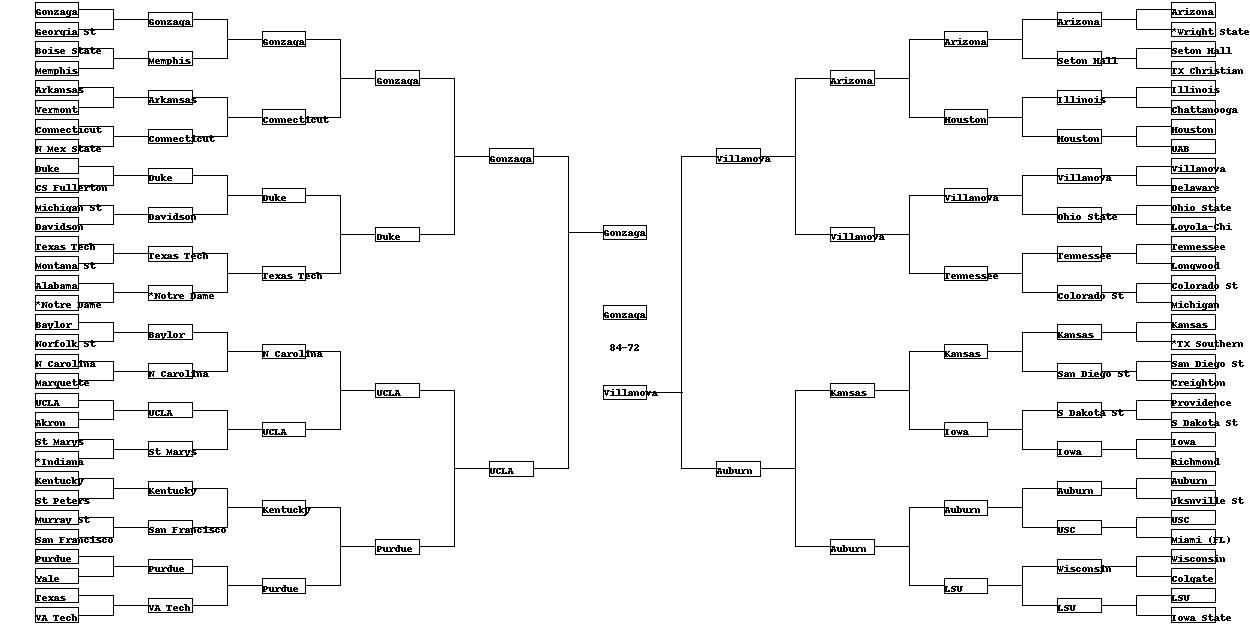 Gonzaga
Georgia St
Boise State
Memphis
Arkansas
Vermont
Connecticut
N Mex State
Duke
CS Fullerton
Michigan St
Davidson
Texas Tech
Montana St
Alabama
*Notre Dame
Baylor
Norfolk St
N Carolina
Marquette
UCLA
Akron
St Marys
*Indiana
Kentucky
St Peters
Murray St
San Francisco
Purdue
Yale
Texas
VA Tech
Gonzaga
Memphis
Arkansas
Connecticut
Duke
Davidson
Texas Tech
*Notre Dame
Baylor
N Carolina
UCLA
St Marys
Kentucky
San Francisco
Purdue
VA Tech
Gonzaga
Connecticut
Duke
Texas Tech
N Carolina
UCLA
Kentucky
Purdue
Gonzaga
Duke
UCLA
Purdue
Gonzaga
UCLA
Gonzaga
Gonzaga
84-72
Villanova
Villanova
Auburn
Arizona
Villanova
Kansas
Auburn
Arizona
Houston
Villanova
Tennessee
Kansas
Iowa
Auburn
LSU
Arizona
Seton Hall
Illinois
Houston
Villanova
Ohio State
Tennessee
Colorado St
Kansas
San Diego St
S Dakota St
Iowa
Auburn
USC
Wisconsin
LSU
Arizona
*Wright State
Seton Hall
TX Christian
Illinois
Chattanooga
Houston
UAB
Villanova
Delaware
Ohio State
Loyola-Chi
Tennessee
Longwood
Colorado St
Michigan
Kansas
*TX Southern
San Diego St
Creighton
Providence
S Dakota St
Iowa
Richmond
Auburn
Jksnville St
USC
Miami (FL)
Wisconsin
Colgate
LSU
Iowa State